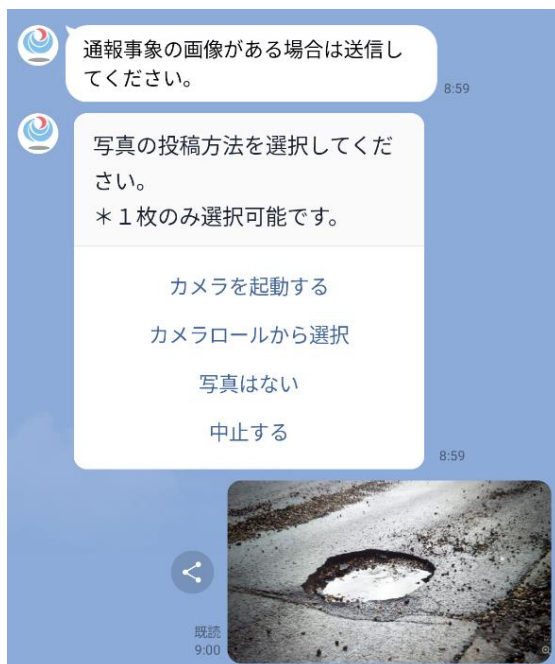 通報事象の画像がある場合は送信し
てください。
8:59
写真の投稿方法を選択してくだ
さい。
＊１枚のみ選択可能です。
カメラを起動する
カメラロールから選択
写真はない
中止する
8:59
既読
9:00